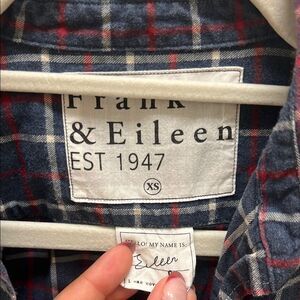 Frank
& Eileen
EST 1947
XS
HELLO! MY NAME IS:
Eileen